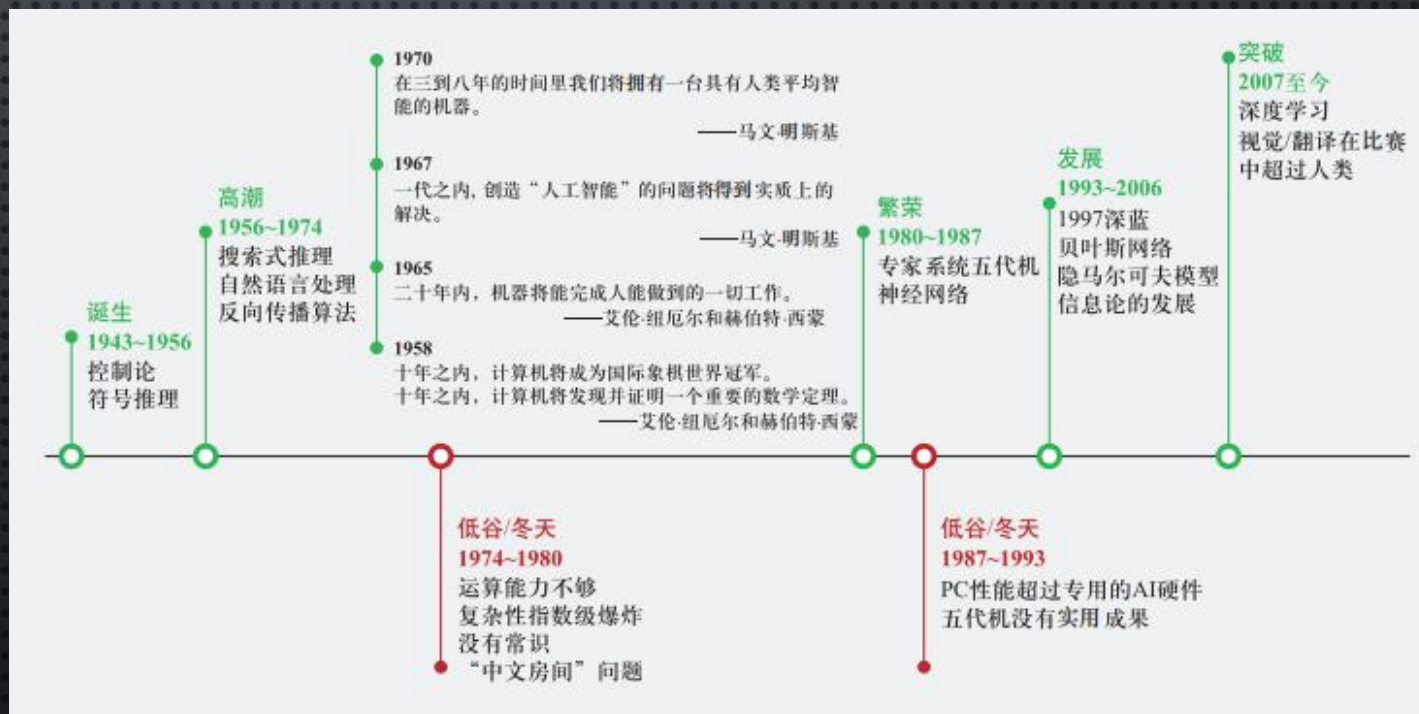 诞生
1943~1956
控制论
符号推理
高潮
1956~1974
搜索式推理
自然语言处理
反向传播算法
1970
在三到八年的时间里我们将拥有一台具有人类平均智
能的机器。
——马文·明斯基
1967
一代之内, 创造“人工智能”的问题将得到实质上的
解决。
——马文·明斯基
1965
二十年内，机器将能完成人能做到的一切工作。
——艾伦·纽厄尔和赫伯特·西蒙
1958
十年之内，计算机将成为国际象棋世界冠军。
十年之内，计算机将发现并证明一个重要的数学定理。
——艾伦·纽厄尔和赫伯特·西蒙
低谷/冬天
1974~1980
运算能力不够
复杂性指数级爆炸
没有常识
“中文房间”问题
繁荣
1980~1987
专家系统五代机
神经网络
低谷/冬天
1987~1993
PC性能超过专用的AI硬件
五代机没有实用成果
发展
1993~2006
1997深蓝
贝叶斯网络
隐马尔可夫模型
信息论的发展
突破
2007至今
深度学习
视觉/翻译在比赛
中超过人类